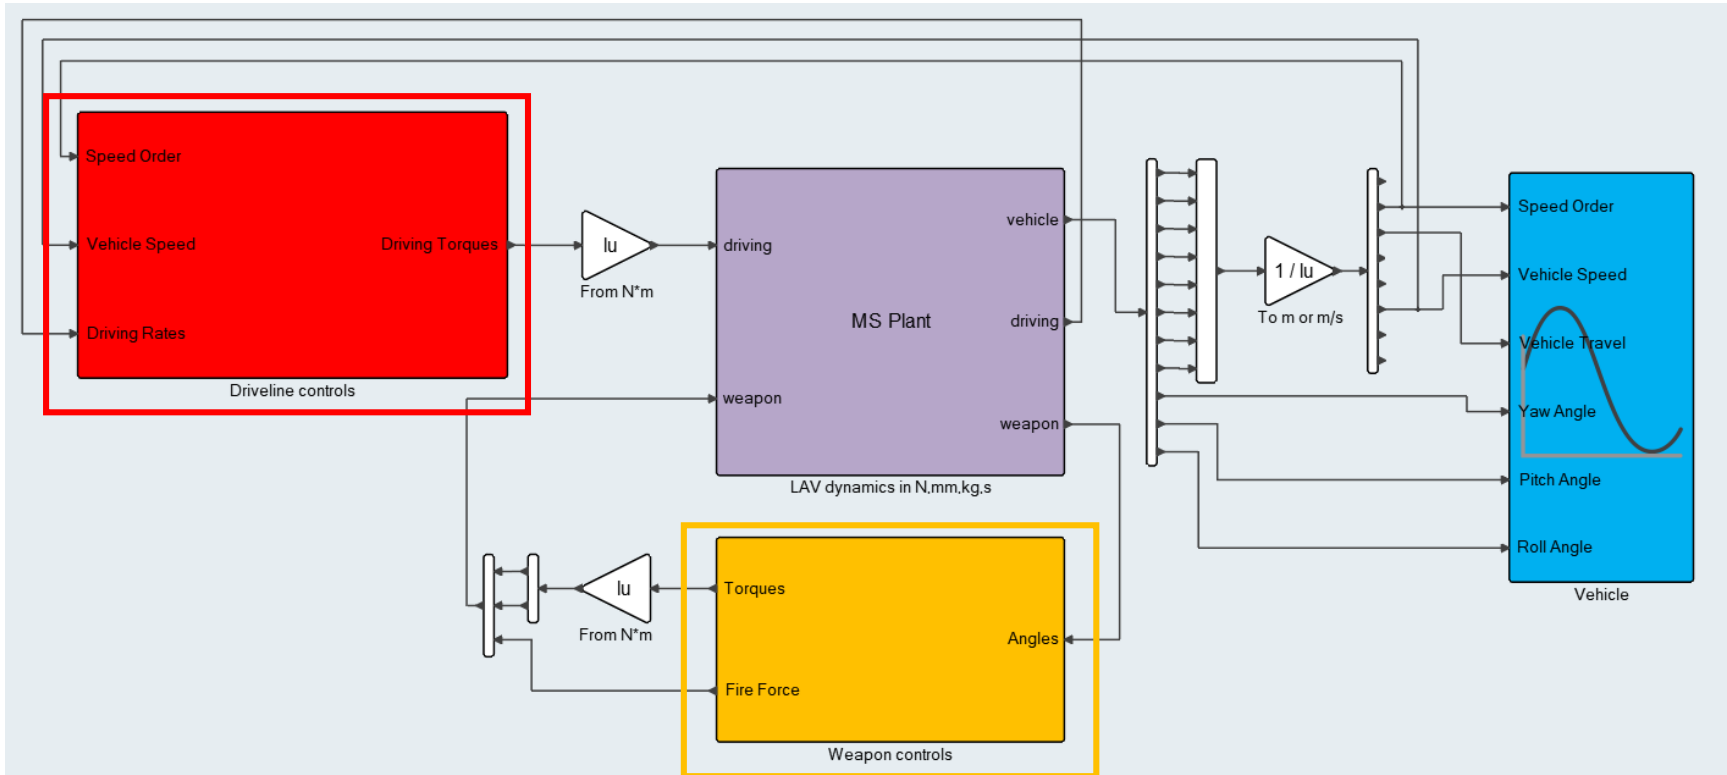 Speed Order
Vehicle Speed
Driving Rates
Driving Torques
Driveline controls
lu
From N*m
driving
weapon
MS Plant
vehicle
driving
weapon
LAV dynamics in N,mm,kg,s
1 / lu
To m or m/s
Speed Order
Vehicle Speed
Vehicle Travel
Yaw Angle
Pitch Angle
Roll Angle
Vehicle
lu
From N*m
Torques
Fire Force
Angles
Weapon controls